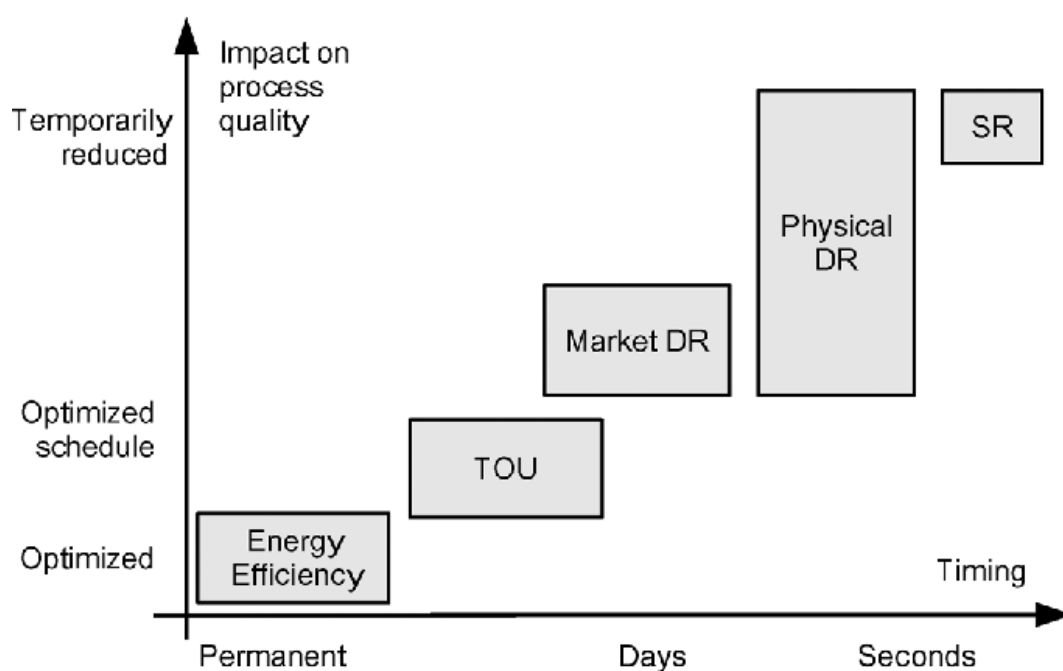 Impact on
process
quality
Temporarily
reduced
SR
Physical
DR
Market DR
Optimized
schedule
TOU
Energy
Efficiency
Optimized
Timing
Permanent
Days
Seconds